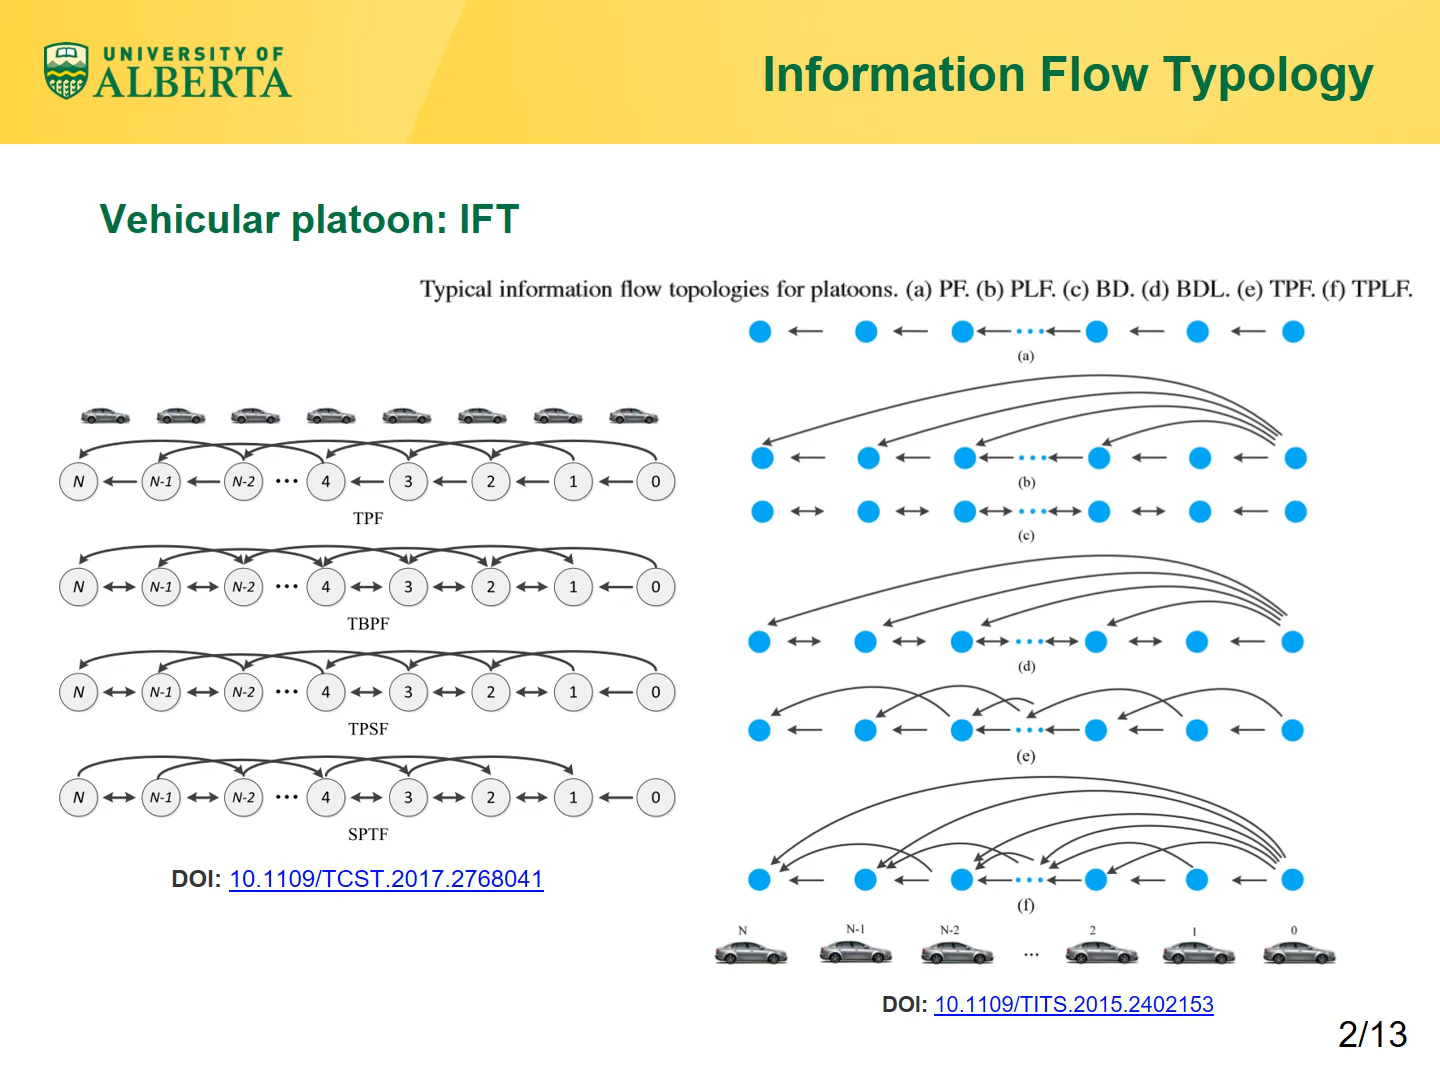 UNIVERSITY OF
ALBERTA
Information Flow Typology
Vehicular platoon: IFT
Typical information flow topologies for platoons. (a) PF. (b) PLF. (c) BD. (d) BDL. (e) TPF. (f) TPLF.
N N-1 N-2 ··· 4 3 2 1 0
TPF
N N-1 N-2 ··· 4 3 2 1 0
TBPF
N N-1 N-2 ··· 4 3 2 1 0
TPSF
N N-1 N-2 ··· 4 3 2 1 0
SPTF
DOI: 10.1109/TCST.2017.2768041
(a)
(b)
(c)
(d)
(e)
(f)
N N-1 N-2 ... 2 1 0
DOI: 10.1109/TITS.2015.2402153
2/13